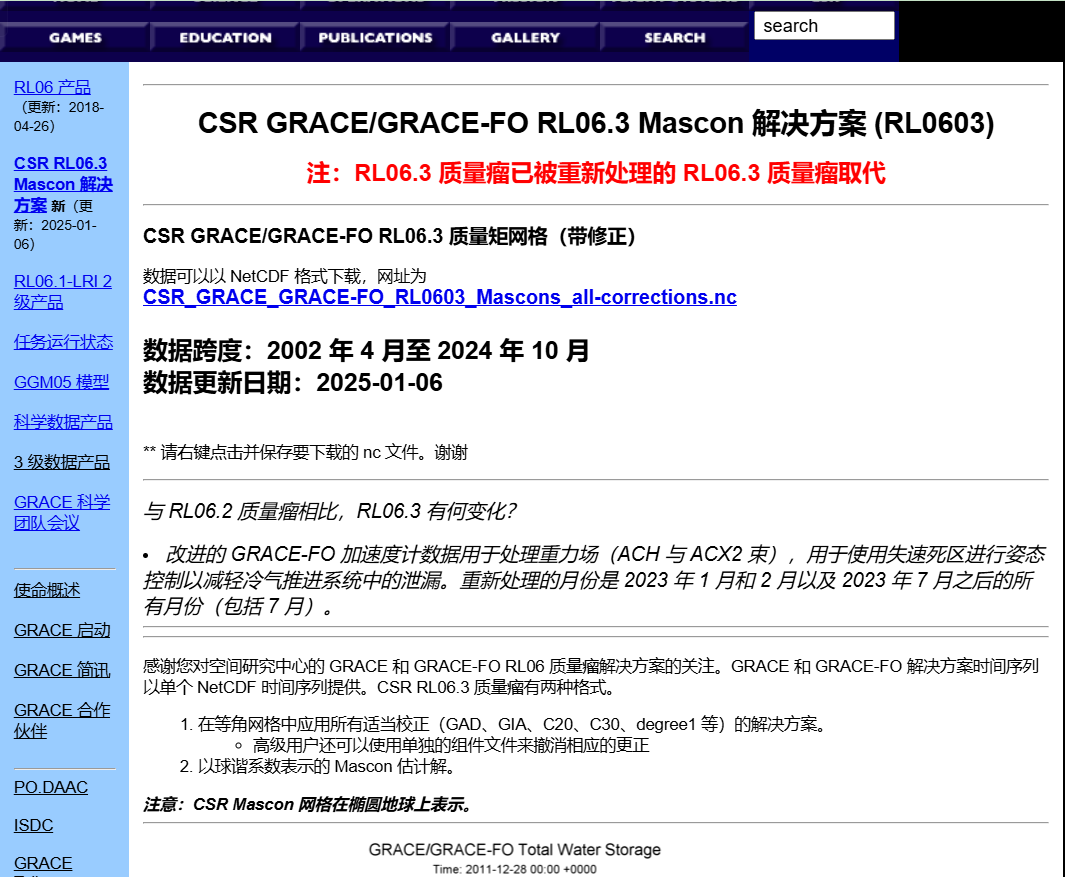 GAMES EDUCATION PUBLICATIONS GALLERY SEARCH search
RL06 产品
（更新：2018-
04-26）
CSR RL06.3
Mascon 解决
方案 新（更
新：2025-01-
06）
RL06.1-LRI 2
级产品
任务运行状态
GGM05 模型
科学数据产品
3 级数据产品
GRACE 科学
团队会议
使命概述
GRACE 启动
GRACE 简讯
GRACE 合作
伙伴
PO.DAAC
ISDC
GRACE
CSR GRACE/GRACE-FO RL06.3 Mascon 解决方案 (RL0603)
注：RL06.3 质量瘤已被重新处理的 RL06.3 质量瘤取代
CSR GRACE/GRACE-FO RL06.3 质量矩网格（带修正）
数据可以以 NetCDF 格式下载，网址为
CSR_GRACE_GRACE-FO_RL0603_Mascons_all-corrections.nc
数据跨度：2002 年 4 月至 2024 年 10 月
数据更新日期：2025-01-06
** 请右键点击并保存要下载的 nc 文件。谢谢
与 RL06.2 质量瘤相比，RL06.3 有何变化？
• 改进的 GRACE-FO 加速度计数据用于处理重力场（ACH 与 ACX2 束），用于使用失速死区进行姿态
控制以减轻冷气推进系统中的泄漏。重新处理的月份是 2023 年 1 月和 2 月以及 2023 年 7 月之后的所
有月份（包括 7 月）。
感谢您对空间研究中心的 GRACE 和 GRACE-FO RL06 质量瘤解决方案的关注。GRACE 和 GRACE-FO 解决方案时间序列
以单个 NetCDF 时间序列提供。CSR RL06.3 质量瘤有两种格式。
1. 在等角网格中应用所有适当校正（GAD、GIA、C20、C30、degree1 等）的解决方案。
○ 高级用户还可以使用单独的组件文件来撤消相应的更正
2. 以球谐系数表示的 Mascon 估计解。
注意：CSR Mascon 网格在椭圆地球上表示。
GRACE/GRACE-FO Total Water Storage
Time: 2011-12-28 00:00 +0000